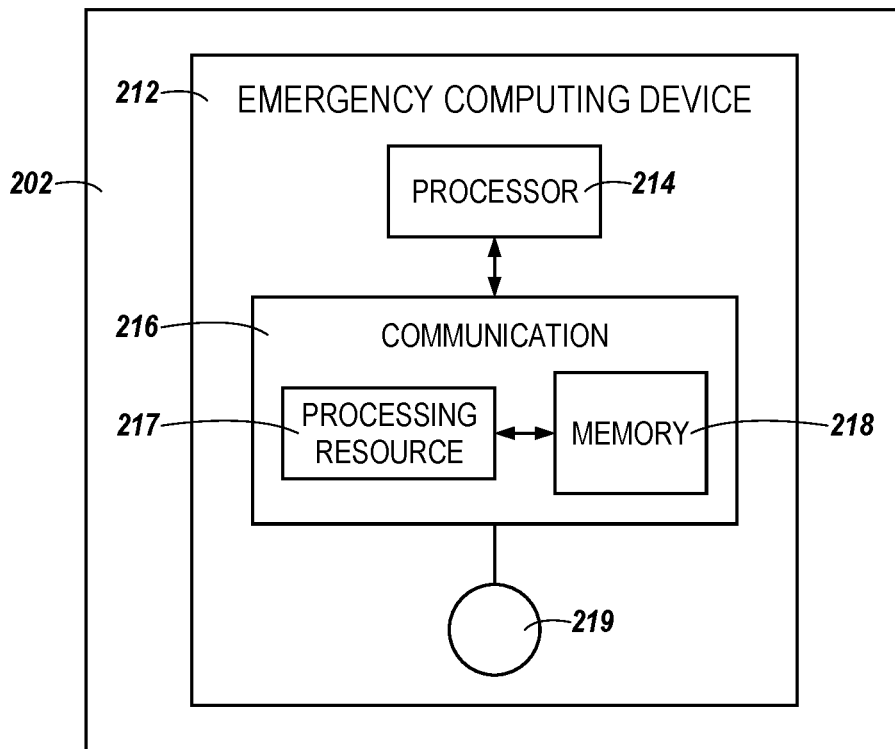 212
EMERGENCY COMPUTING DEVICE
202
PROCESSOR
214
216
COMMUNICATION
217
PROCESSING
RESOURCE
MEMORY
218
219